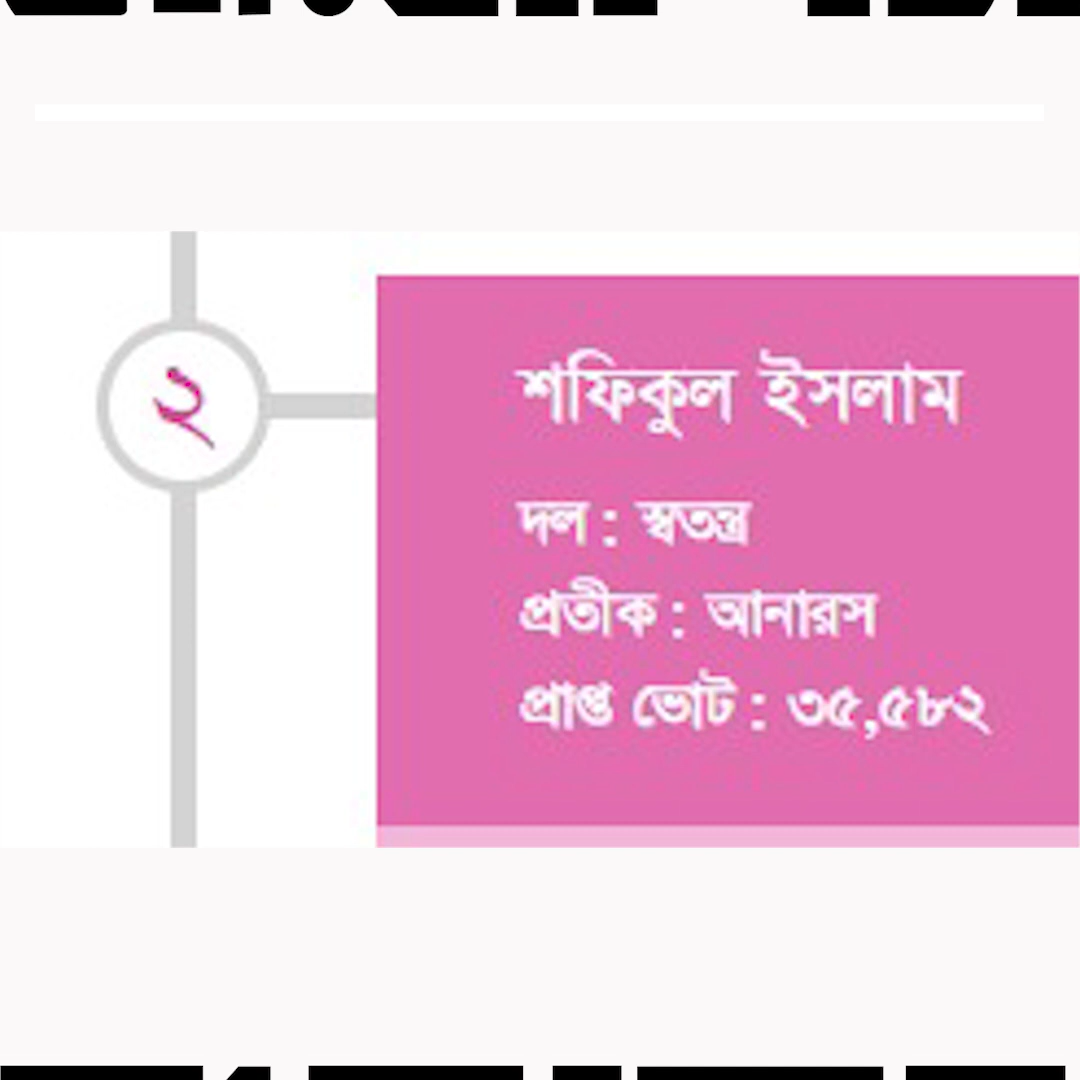 ২
শফিকুল ইসলাম
দল : স্বতন্ত্র
প্রতীক : আনারস
প্রাপ্ত ভোট : ৩৫,৫৮২